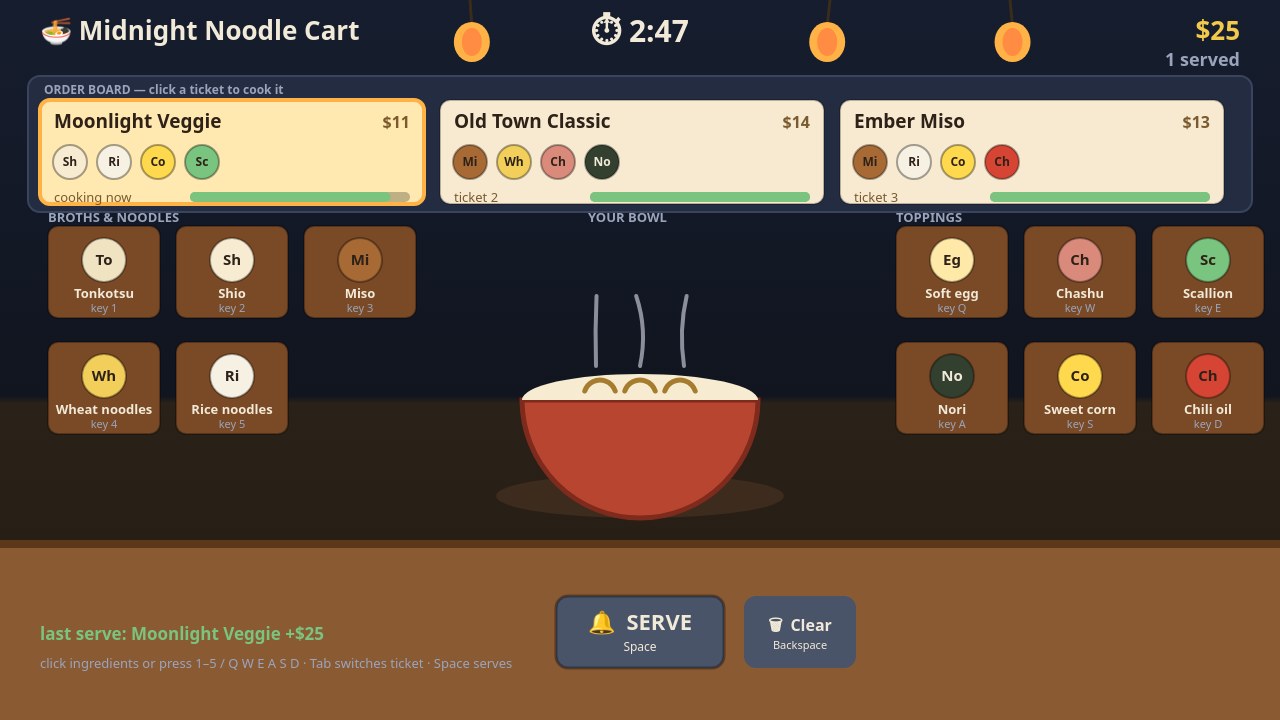 🍜 Midnight Noodle Cart
⏱ 2:47
$25
1 served
ORDER BOARD — click a ticket to cook it
Moonlight Veggie $11
Sh Ri Co Sc
cooking now
Old Town Classic $14
Mi Wh Ch No
ticket 2
Ember Miso $13
Mi Ri Co Ch
ticket 3
BROTHS & NOODLES
YOUR BOWL
TOPPINGS
To
Tonkotsu
key 1
Sh
Shio
key 2
Mi
Miso
key 3
Eg
Soft egg
key Q
Ch
Chashu
key W
Sc
Scallion
key E
Wh
Wheat noodles
key 4
Ri
Rice noodles
key 5
No
Nori
key A
Co
Sweet corn
key S
Ch
Chili oil
key D
🔔 SERVE
Space
Clear
Backspace
last serve: Moonlight Veggie +$25
click ingredients or press 1–5 / Q W E A S D · Tab switches ticket · Space serves